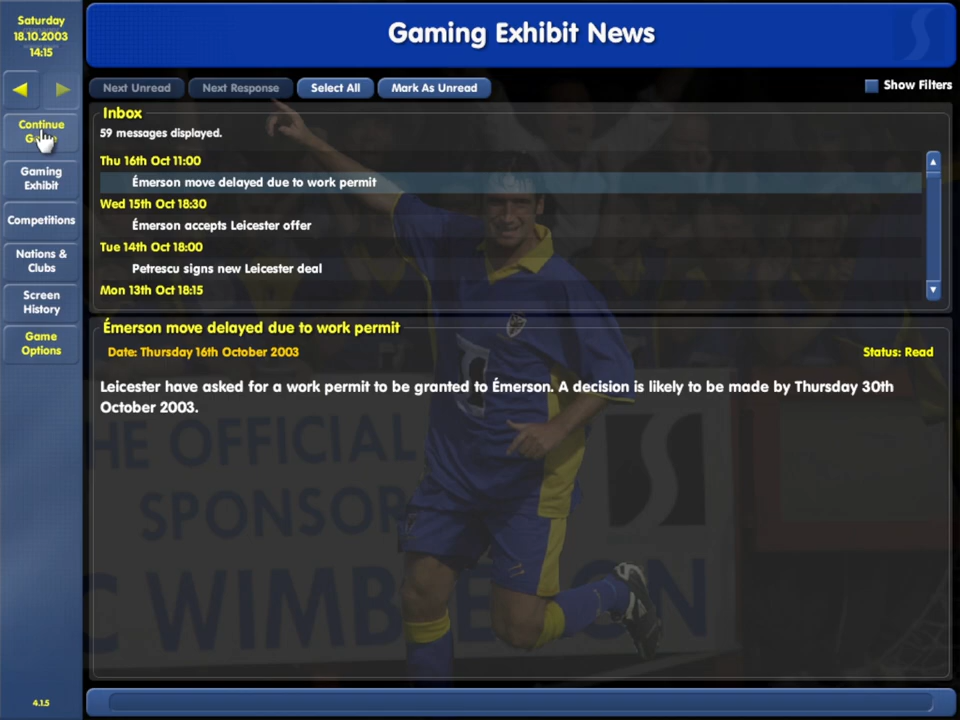 Saturday
18.10.2003
14:15
Continue
Game
Gaming
Exhibit
Competitions
Nations &
Clubs
Screen
History
Game
Options
4.1.5
Gaming Exhibit News
Next Unread
Next Response
Select All
Mark As Unread
Show Filters
Inbox
59 messages displayed.
Thu 16th Oct 11:00
Émerson move delayed due to work permit
Wed 15th Oct 18:30
Émerson accepts Leicester offer
Tue 14th Oct 18:00
Petrescu signs new Leicester deal
Mon 13th Oct 18:15
Émerson move delayed due to work permit
Date: Thursday 16th October 2003
Status: Read
Leicester have asked for a work permit to be granted to Émerson. A decision is likely to be made by Thursday 30th
October 2003.
HE OFFICIAL
SPONSOR
C WIMB
ON